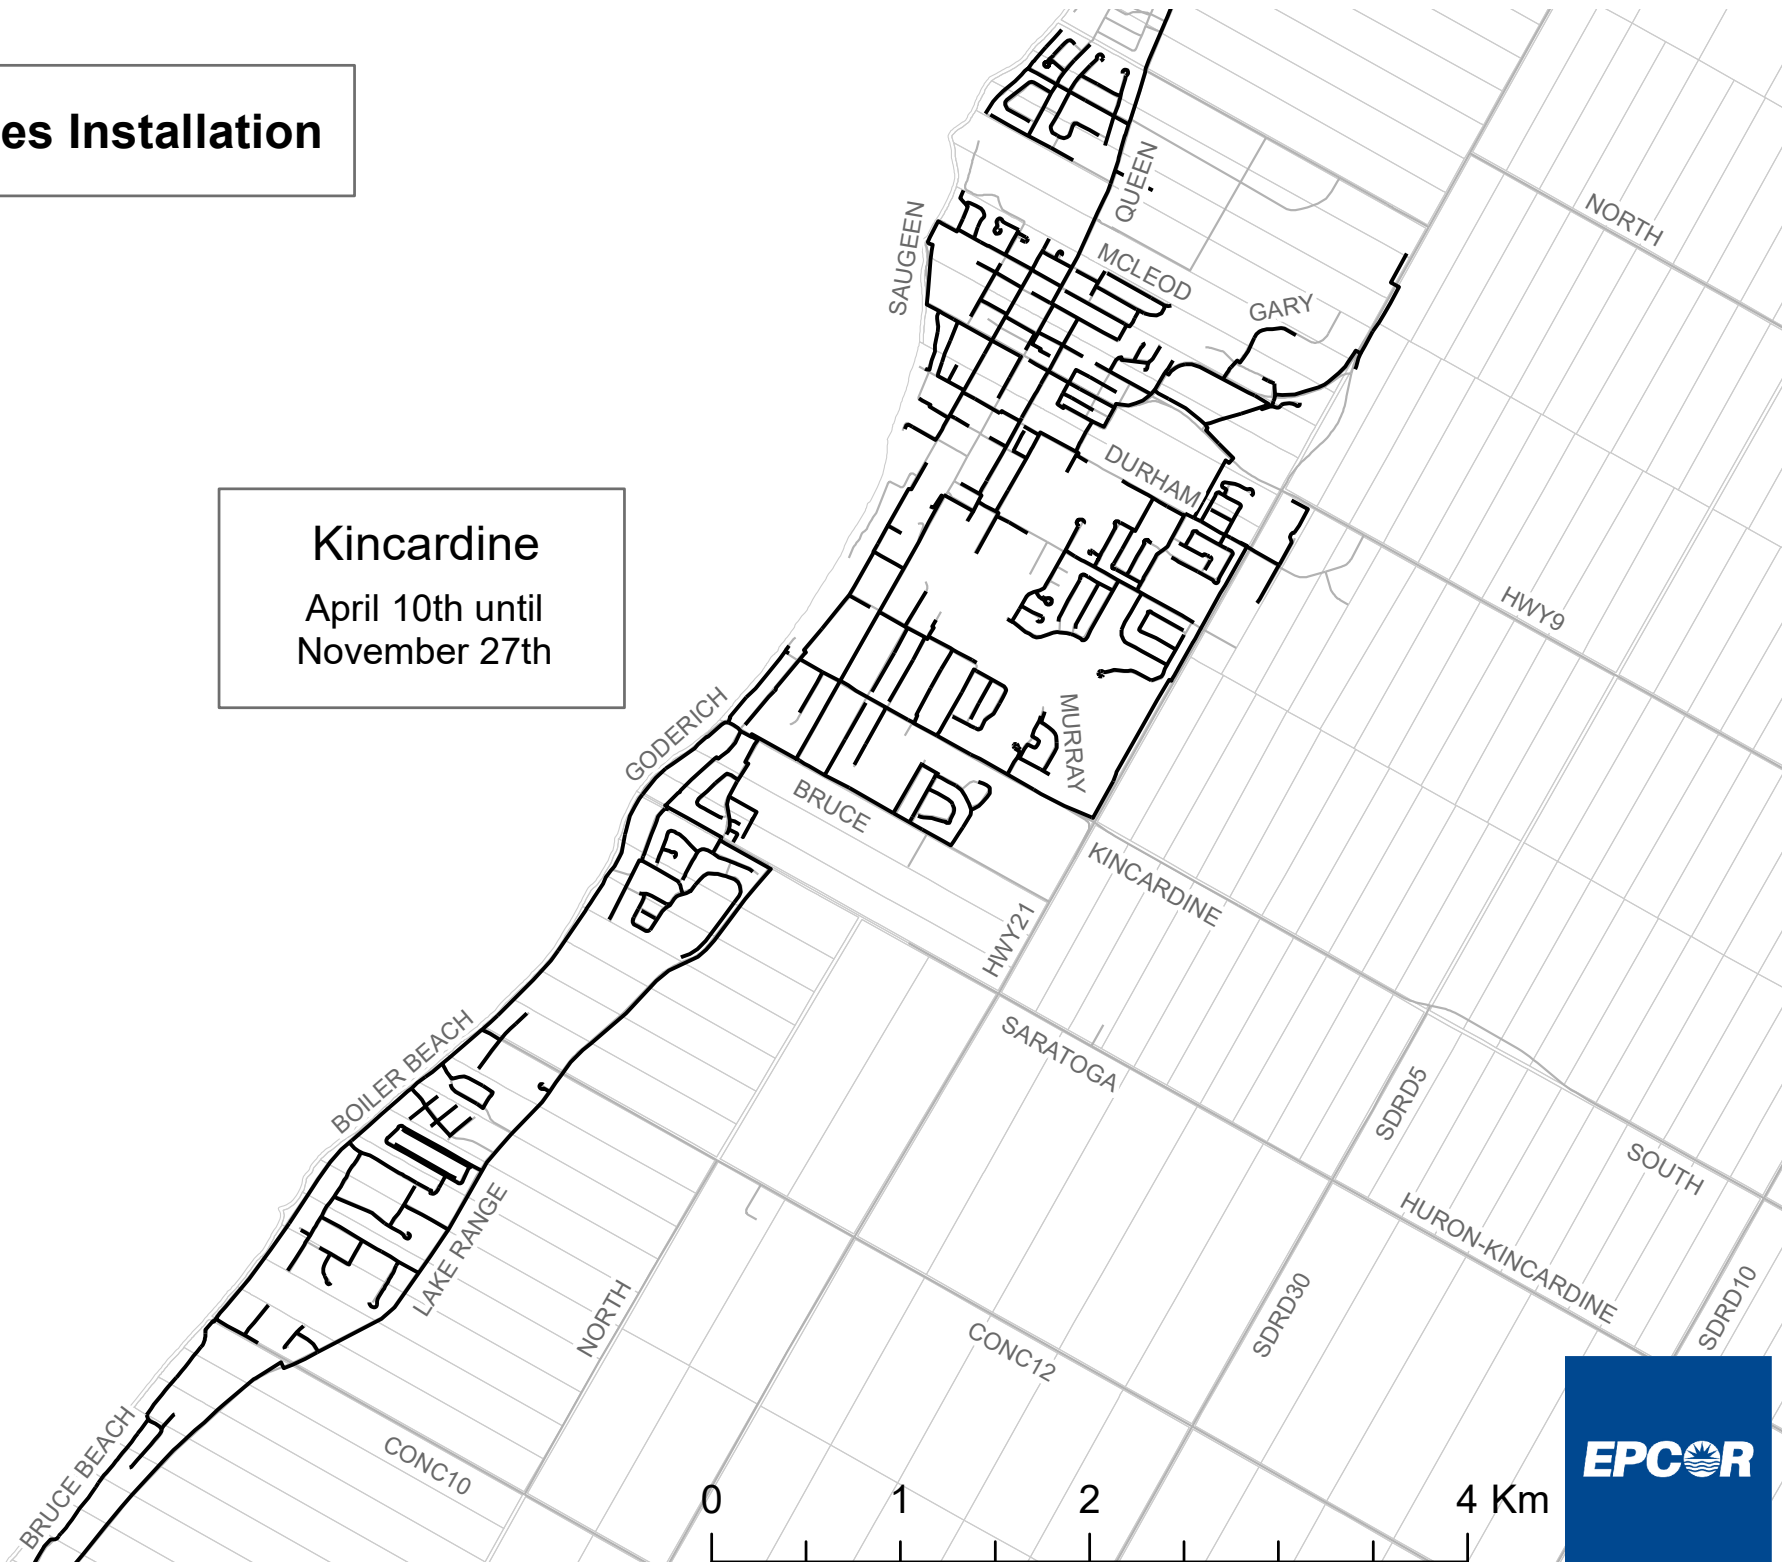 es Installation
QUEEN
NORTH
SAUGEEN
MCLEOD
GARY
DURHAM
Kincardine
April 10th until
November 27th
HWY9
GODERICH
MURRAY
BRUCE
KINCARDINE
HWY21
BOILER BEACH
SARATOGA
SDRD5
SOUTH
LAKE RANGE
HURON-KINCARDINE
NORTH
SDRD30
SDRD10
CONC12
BRUCE BEACH
CONC10
EPCOR
0 1 2 4 Km